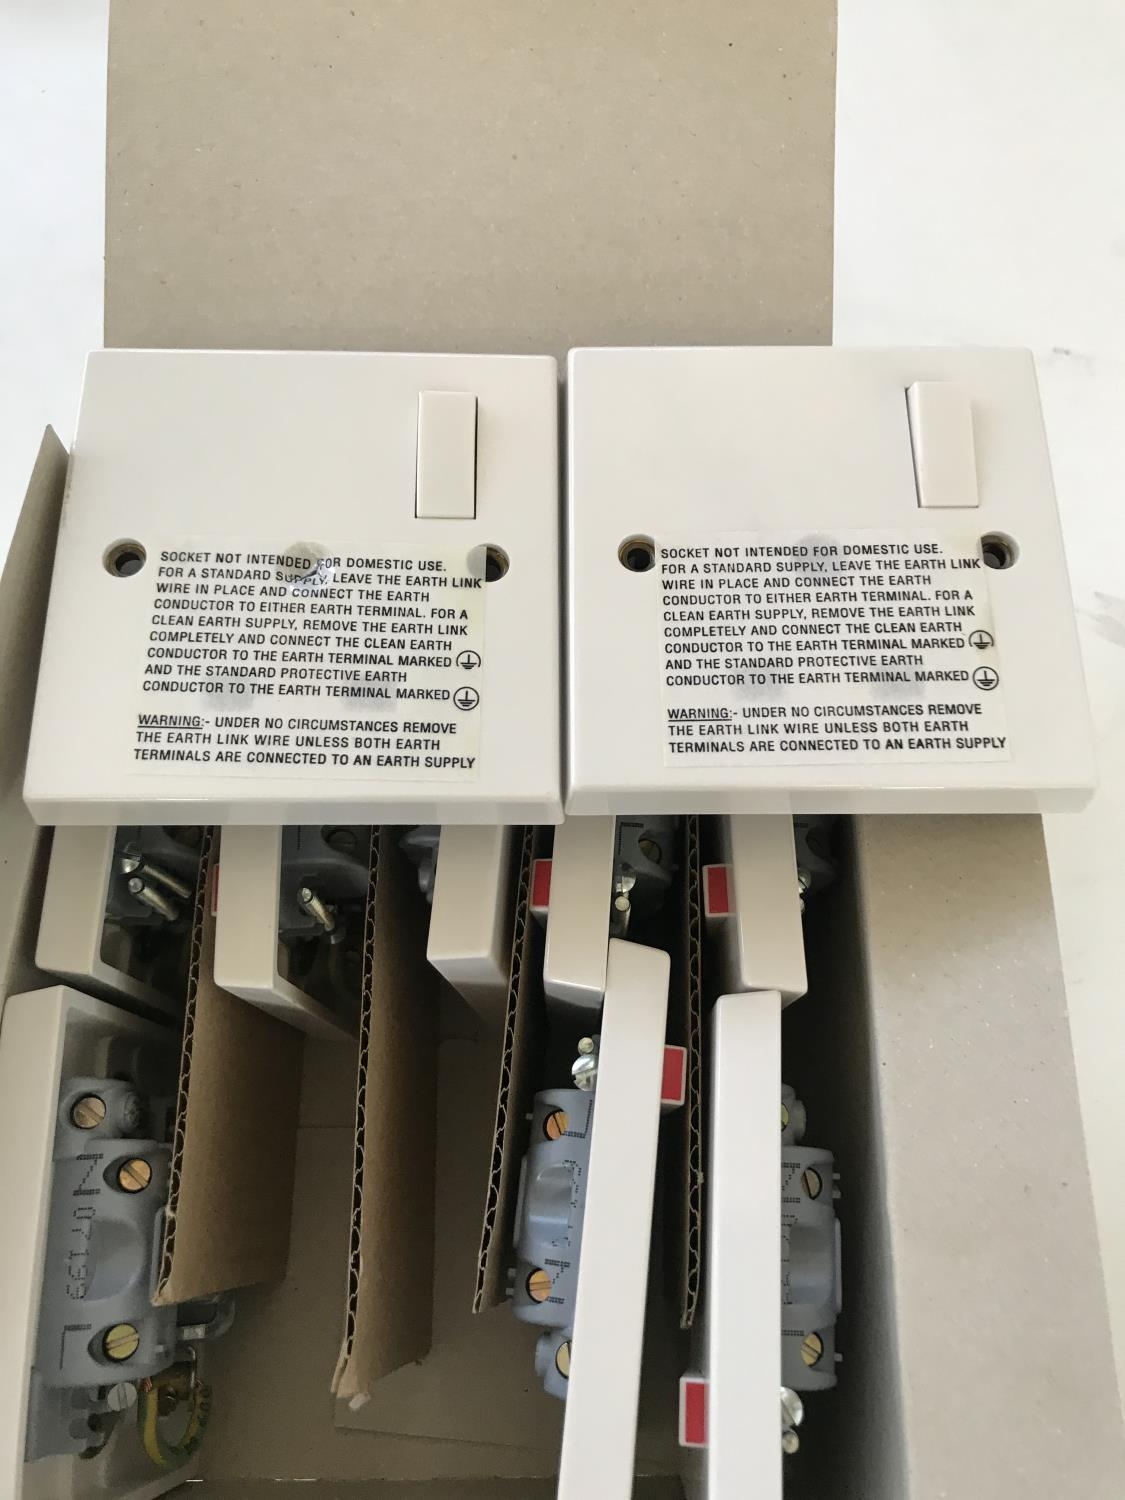 SOCKET NOT INTENDED FOR DOMESTIC USE.
FOR A STANDARD SUPPLY, LEAVE THE EARTH LINK
WIRE IN PLACE AND CONNECT THE EARTH
CONDUCTOR TO EITHER EARTH TERMINAL. FOR A
CLEAN EARTH SUPPLY, REMOVE THE EARTH LINK
COMPLETELY AND CONNECT THE CLEAN EARTH
CONDUCTOR TO THE EARTH TERMINAL MARKED
AND THE STANDARD PROTECTIVE EARTH
CONDUCTOR TO THE EARTH TERMINAL MARKED
WARNING:- UNDER NO CIRCUMSTANCES REMOVE
THE EARTH LINK WIRE UNLESS BOTH EARTH
TERMINALS ARE CONNECTED TO AN EARTH SUPPLY
SOCKET NOT INTENDED FOR DOMESTIC USE.
FOR A STANDARD SUPPLY, LEAVE THE EARTH LINK
WIRE IN PLACE AND CONNECT THE EARTH
CONDUCTOR TO EITHER EARTH TERMINAL. FOR A
CLEAN EARTH SUPPLY, REMOVE THE EARTH LINK
COMPLETELY AND CONNECT THE CLEAN EARTH
CONDUCTOR TO THE EARTH TERMINAL MARKED
AND THE STANDARD PROTECTIVE EARTH
CONDUCTOR TO THE EARTH TERMINAL MARKED
WARNING:- UNDER NO CIRCUMSTANCES REMOVE
THE EARTH LINK WIRE UNLESS BOTH EARTH
TERMINALS ARE CONNECTED TO AN EARTH SUPPLY
N
L
N